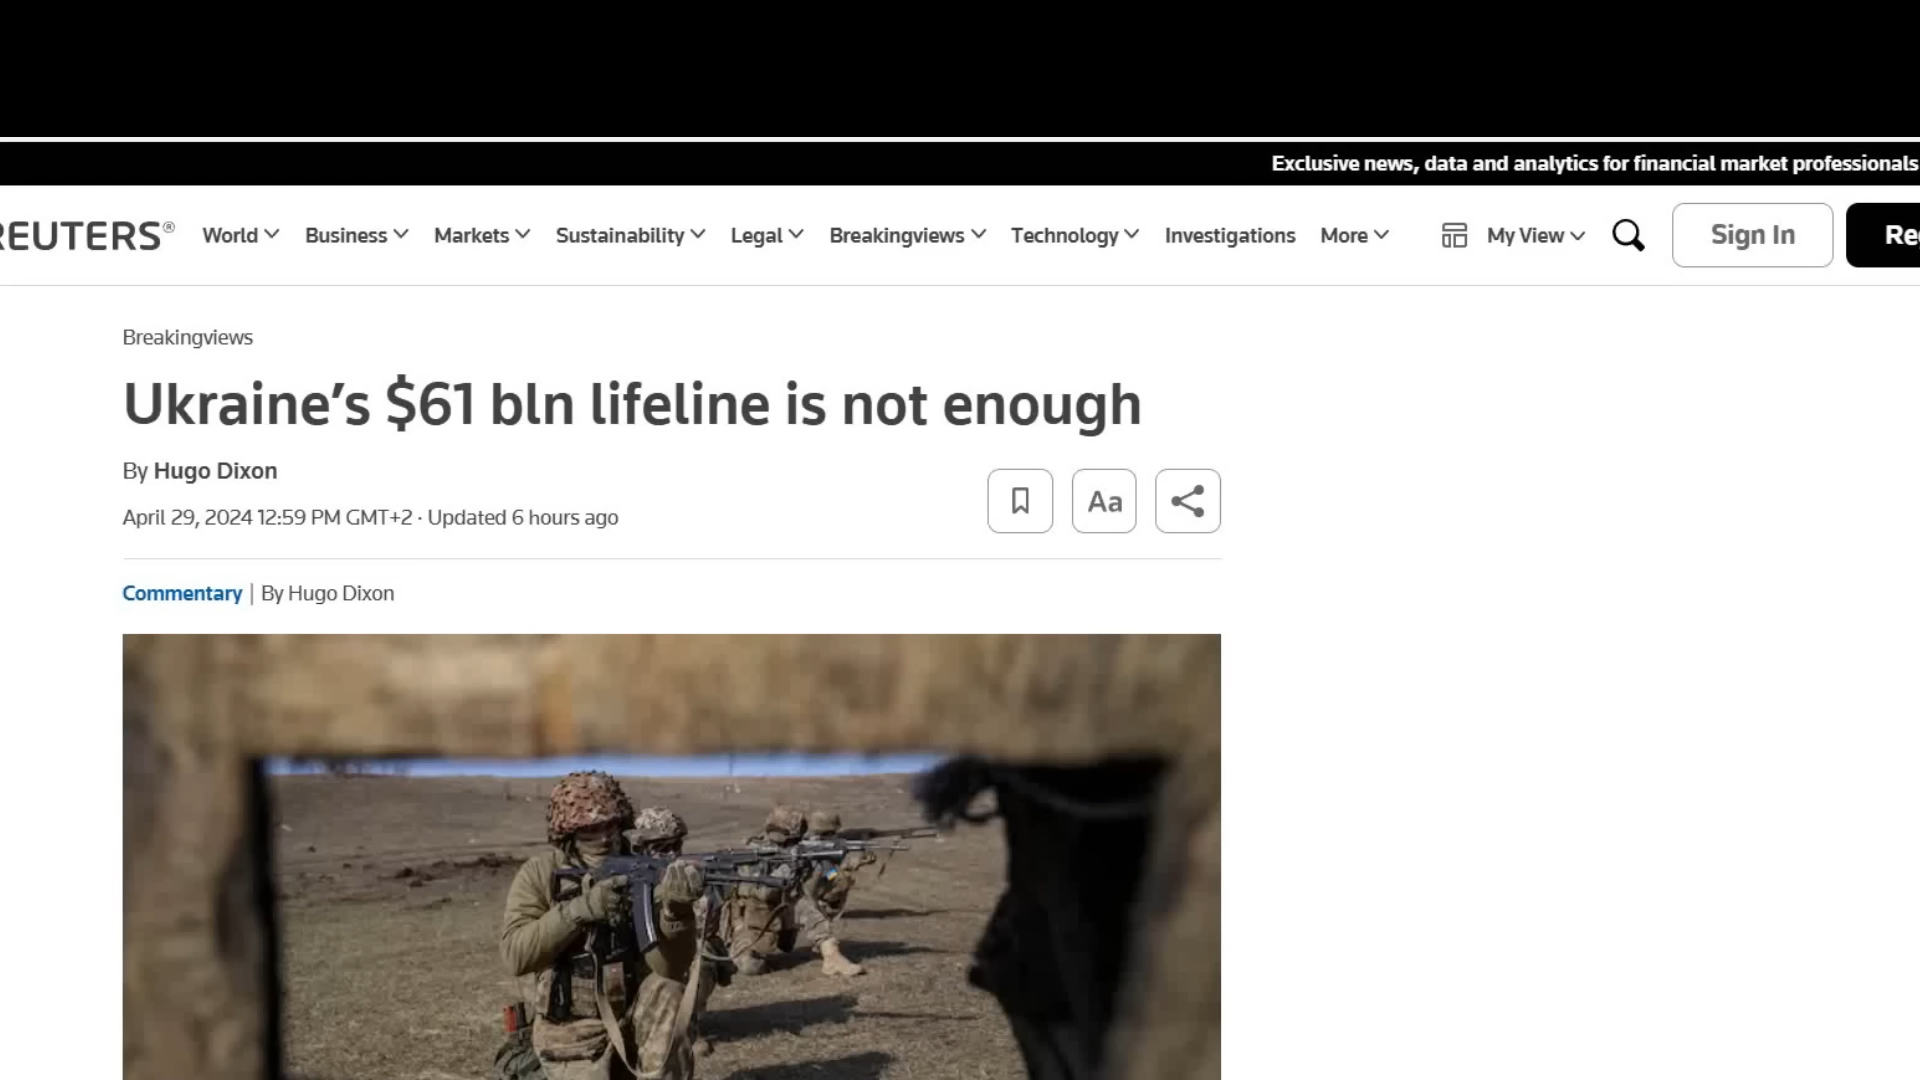 Exclusive news, data and analytics for financial market professionals
REUTERS® World Business Markets Sustainability Legal Breakingviews Technology Investigations More My View Sign In
Breakingviews
Ukraine’s $61 bln lifeline is not enough
By Hugo Dixon
Aa
April 29, 2024 12:59 PM GMT+2 · Updated 6 hours ago
Commentary | By Hugo Dixon